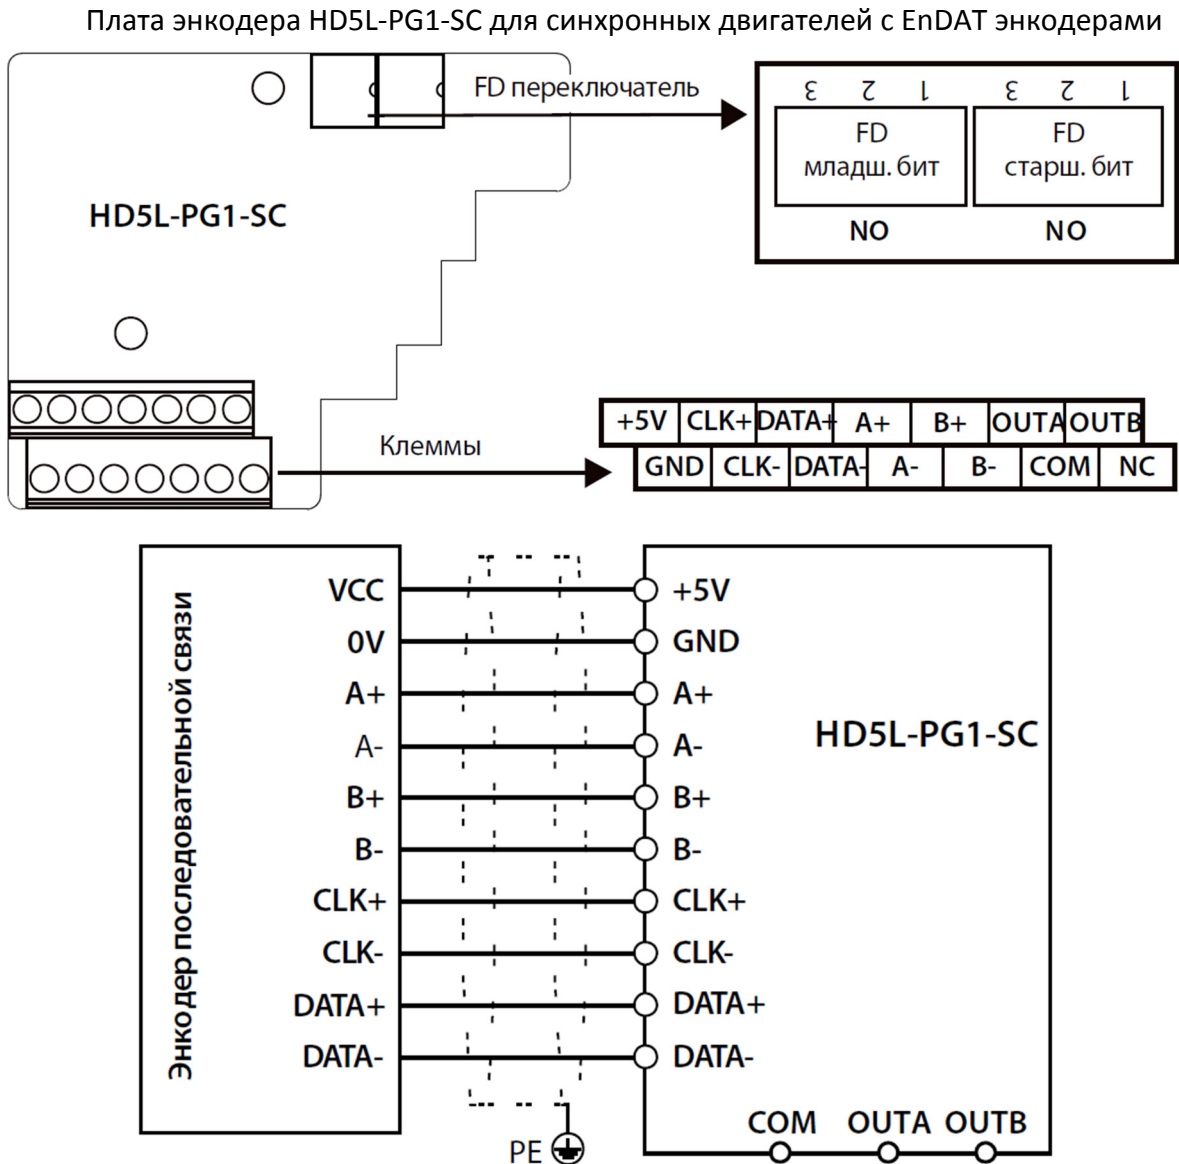 Плата энкодера HD5L-PG1-SC для синхронных двигателей с EnDAT энкодерами
FD переключатель
3 2 1 3 2 1
FD
младш. бит
FD
старш. бит
NO NO
HD5L-PG1-SC
Клеммы
+5V CLK+ DATA+ A+ B+ OUTA OUTB
GND CLK- DATA- A- B- COM NC
Энкодер последовательной связи
VCC +5V
0V GND
A+ A+
A- A-
B+ B+
B- B-
CLK+ CLK+
CLK- CLK-
DATA+ DATA+
DATA- DATA-
HD5L-PG1-SC
COM OUTA OUTB
PE